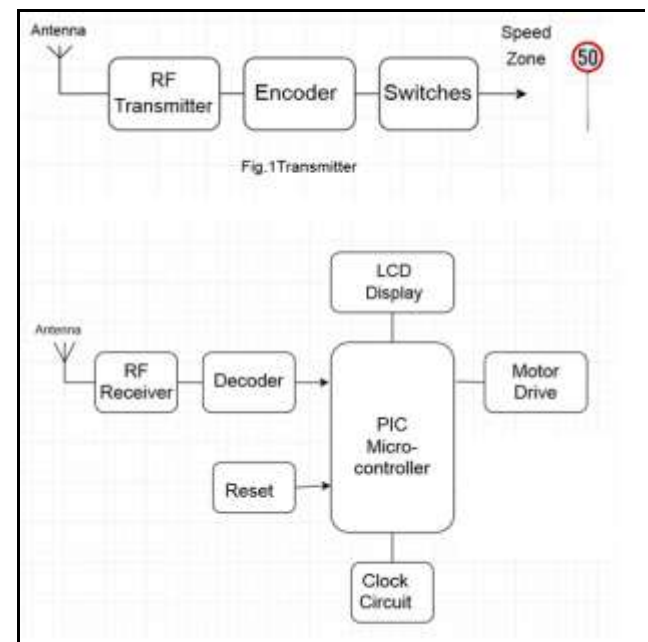 Antenna
Speed
Zone
50
RF
Transmitter
Encoder
Switches
Fig.1Transmitter
LCD
Display
Antenna
RF
Receiver
Decoder
Motor
Drive
PIC
Micro-
controller
Reset
Clock
Circuit